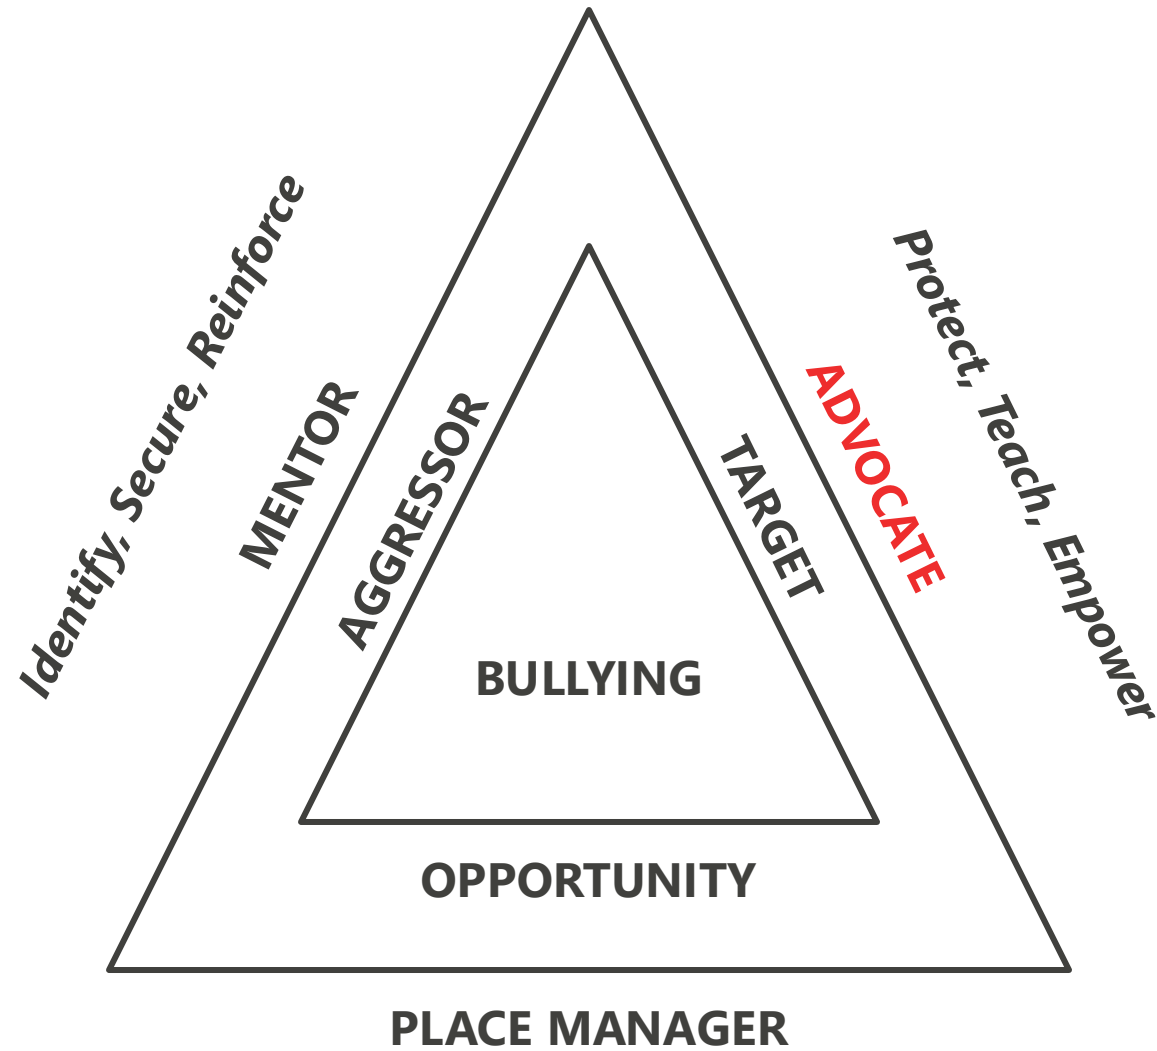 Identify, Secure, Reinforce
MENTOR
AGGRESSOR
BULLYING
TARGET
ADVOCATE
Protect, Teach, Empower
OPPORTUNITY
PLACE MANAGER